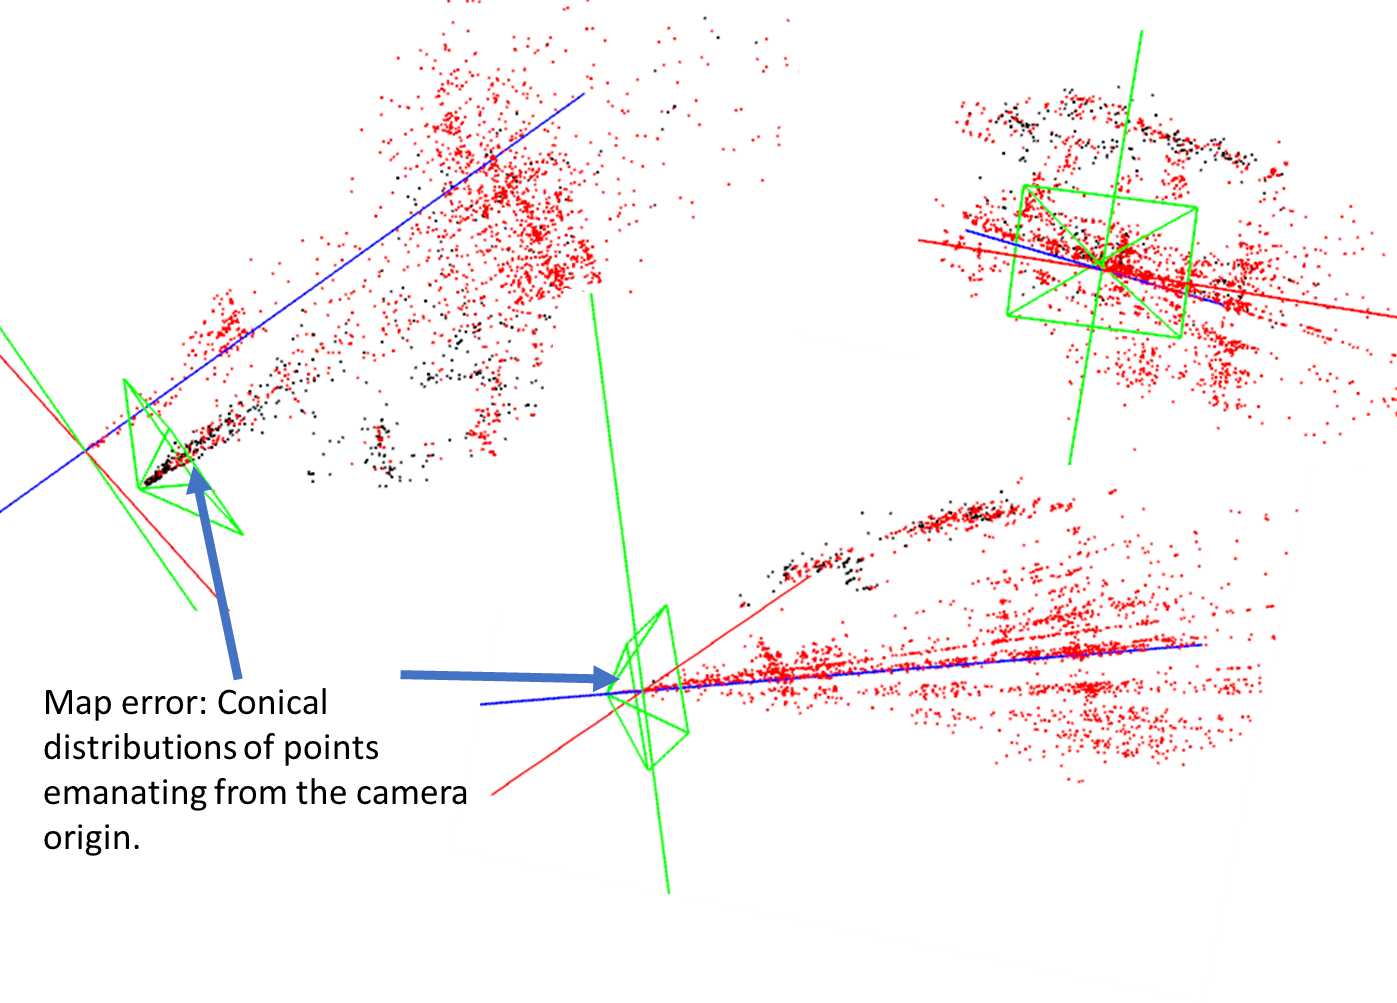 Map error: Conical
distributions of points
emanating from the camera
origin.